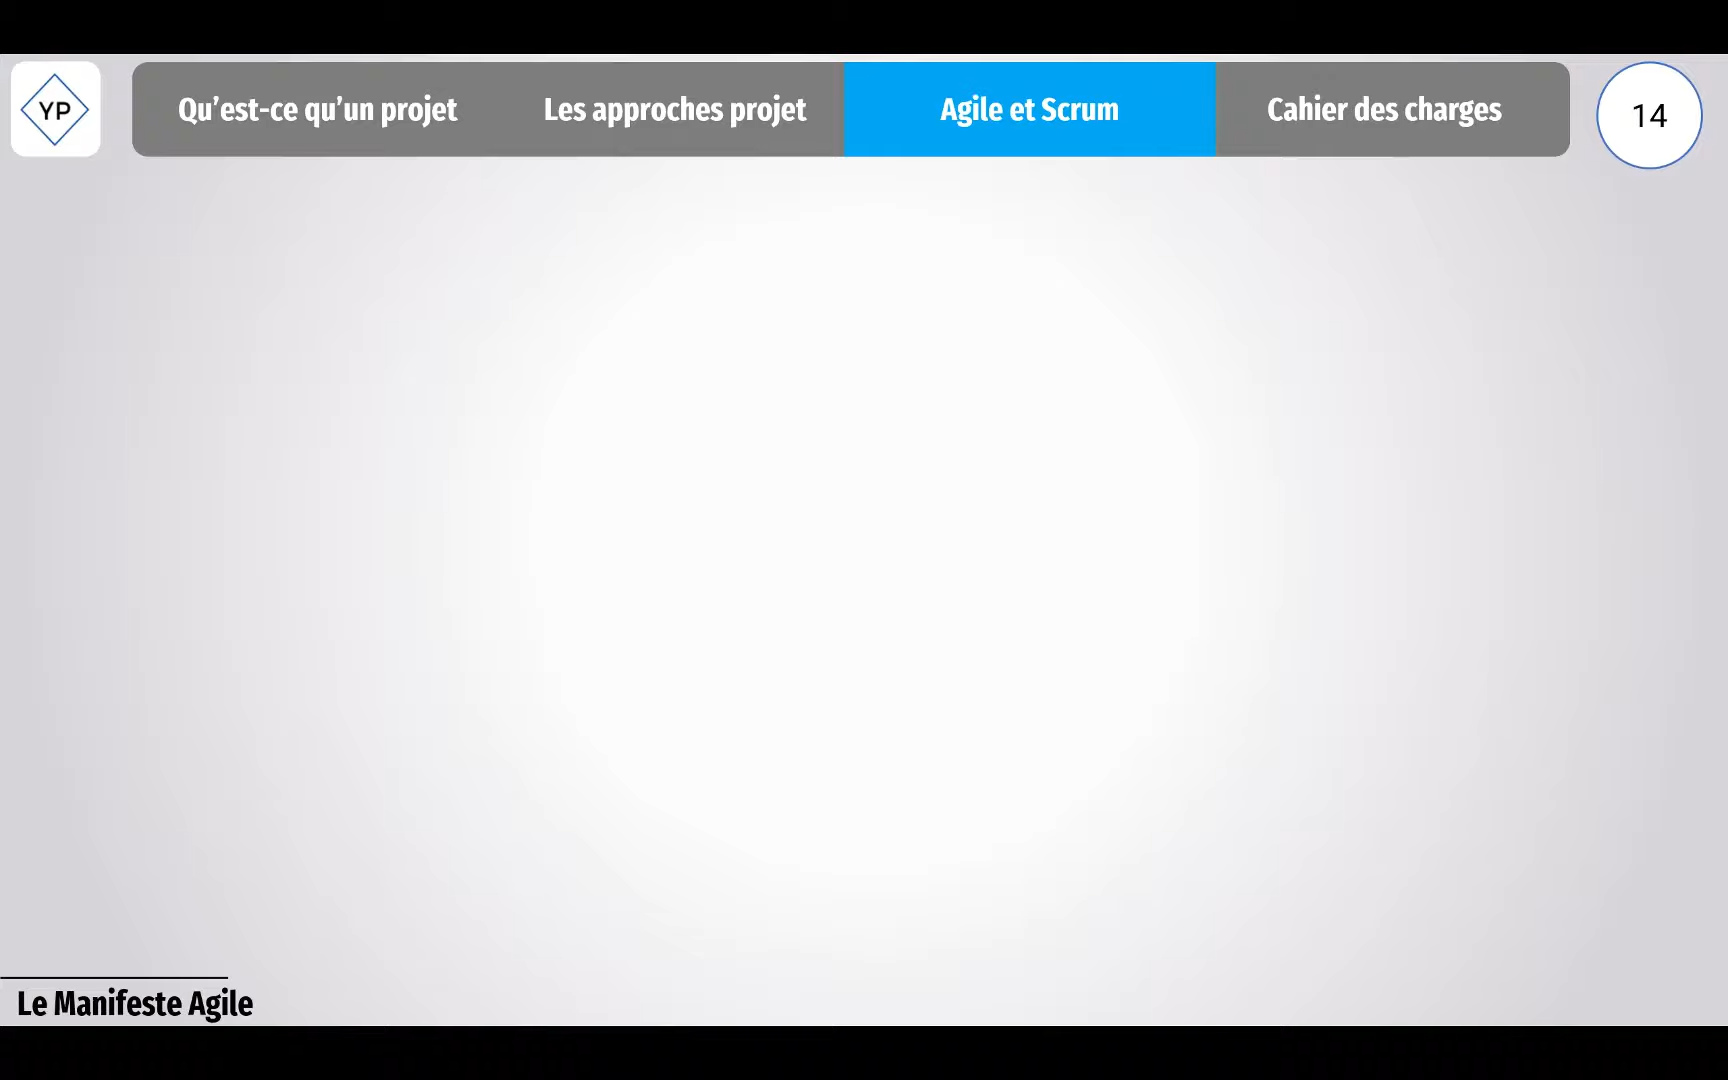 YP
Qu’est-ce qu’un projet
Les approches projet
Agile et Scrum
Cahier des charges
14
Le Manifeste Agile